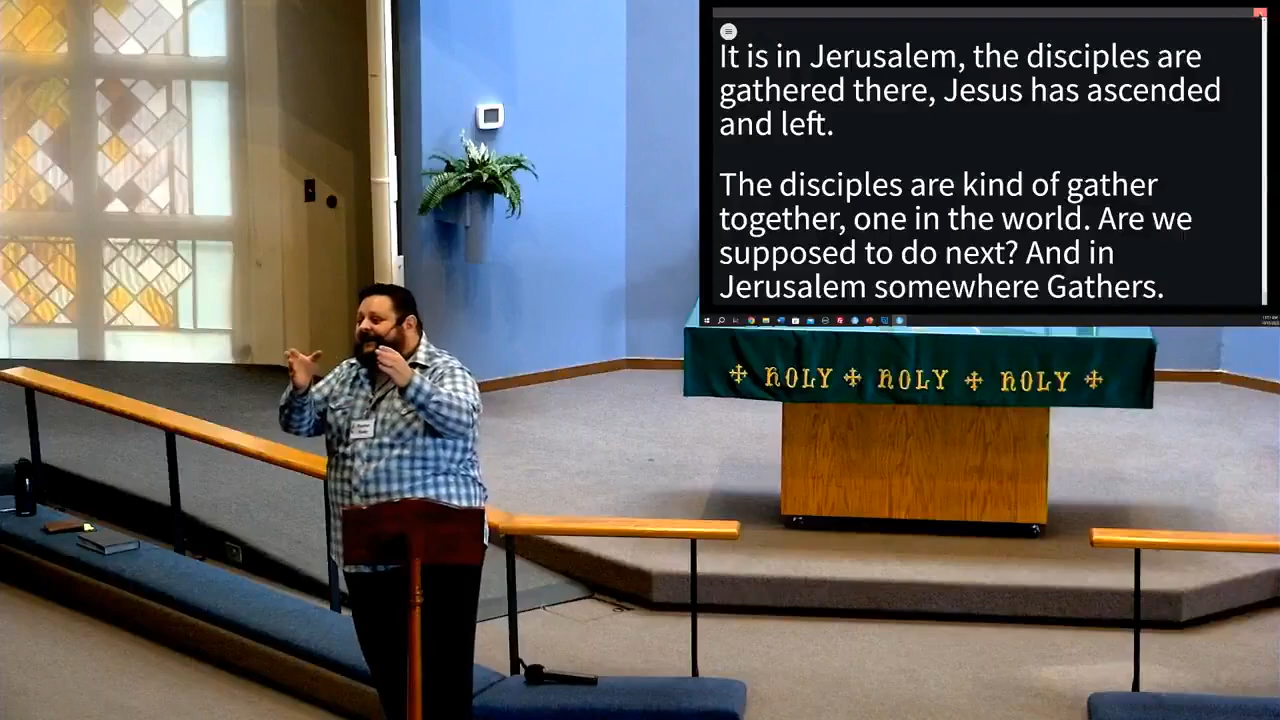 It is in Jerusalem, the disciples are
gathered there, Jesus has ascended
and left.
The disciples are kind of gather
together, one in the world. Are we
supposed to do next? And in
Jerusalem somewhere Gathers.
HOLY HOLY HOLY